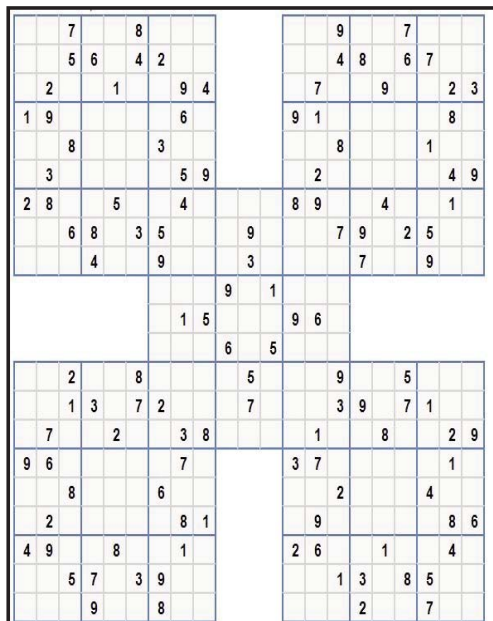 7 8 9 7
5 6 4 2 4 8 6 7
2 1 9 4 7 9 2 3
1 9 6 9 1 8
8 3 8 1
3 5 9 2 4 9
2 8 5 4 8 9 4 1
6 8 3 5 9 7 9 2 5
4 9 3 7 9
9 1
1 5 9 6
6 5
2 8 5 9 5
1 3 7 2 7 3 9 7 1
7 2 3 8 1 8 2 9
9 6 7 3 7 1
8 6 2 4
2 8 1 9 8 6
4 9 8 1 2 6 1 4
5 7 3 9 1 3 8 5
9 8 2 7